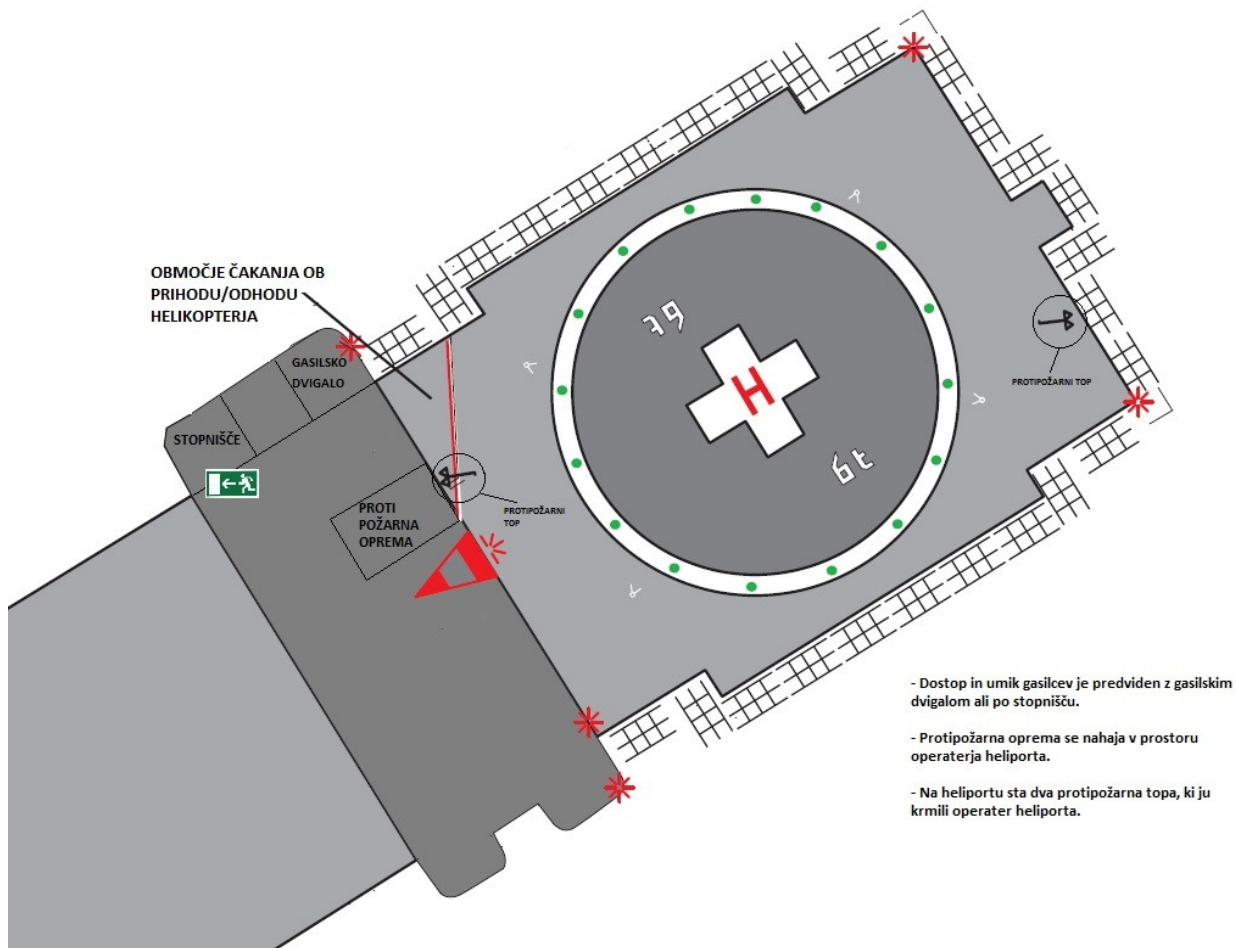 OBMOČJE ČAKANJA OB
PRIHODU/ODHODU
HELIKOPTERJA
GASILSKO
DVIGALO
STOPNIŠČE
PROTI
POŽARNA
OPREMA
PROTIPOŽARNI
TOP
PROTIPOŽARNI TOP
6t
H
6t
- Dostop in umik gasilcev je predviden z gasilskim
dvigalom ali po stopnišču.
- Protipožarna oprema se nahaja v prostoru
operaterja heliporta.
- Na heliportu sta dva protipožarna topa, ki ju
krmili operater heliporta.